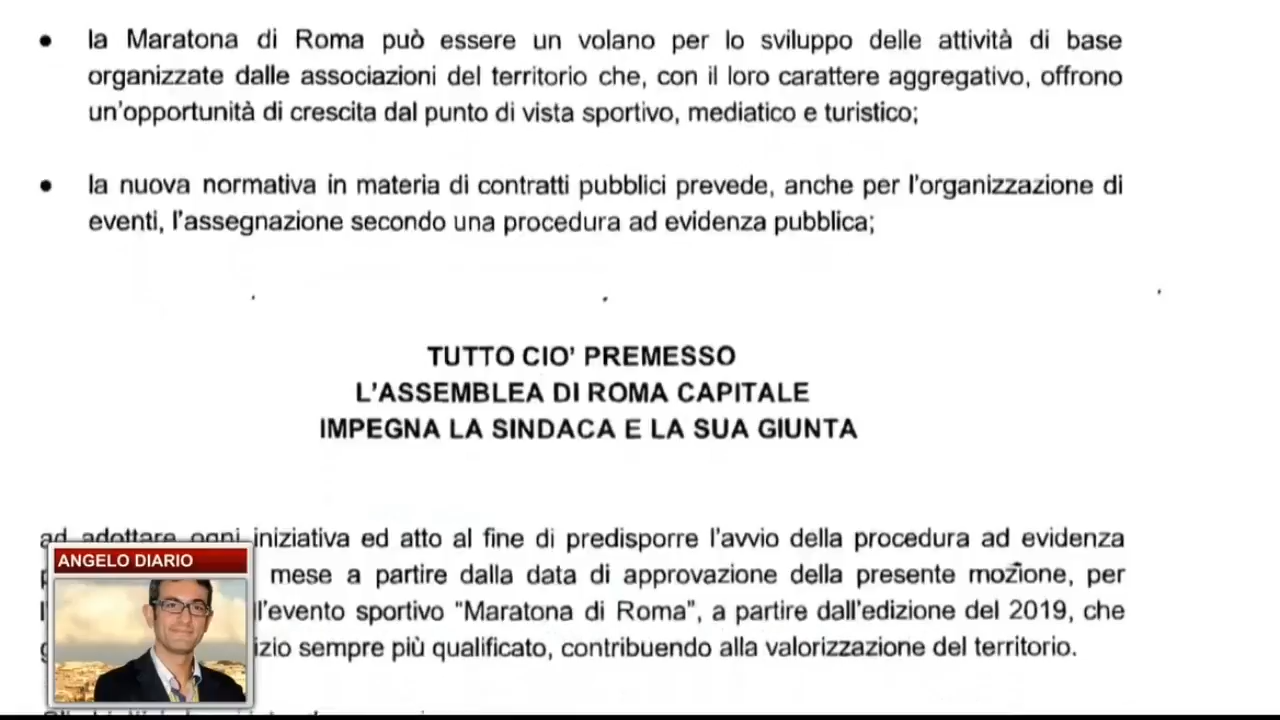 la Maratona di Roma può essere un volano per lo sviluppo delle attività di base
organizzate dalle associazioni del territorio che, con il loro carattere aggregativo, offrono
un'opportunità di crescita dal punto di vista sportivo, mediatico e turistico;
la nuova normativa in materia di contratti pubblici prevede, anche per l'organizzazione di
eventi, l'assegnazione secondo una procedura ad evidenza pubblica;
TUTTO CIO' PREMESSO
L'ASSEMBLEA DI ROMA CAPITALE
IMPEGNA LA SINDACA E LA SUA GIUNTA
ad adottare ogni iniziativa ed atto al fine di predisporre l'avvio della procedura ad evidenza
mese a partire dalla data di approvazione della presente mozione, per
l'evento sportivo "Maratona di Roma", a partire dall'edizione del 2019, che
sempre più qualificato, contribuendo alla valorizzazione del territorio.
ANGELO DIARIO